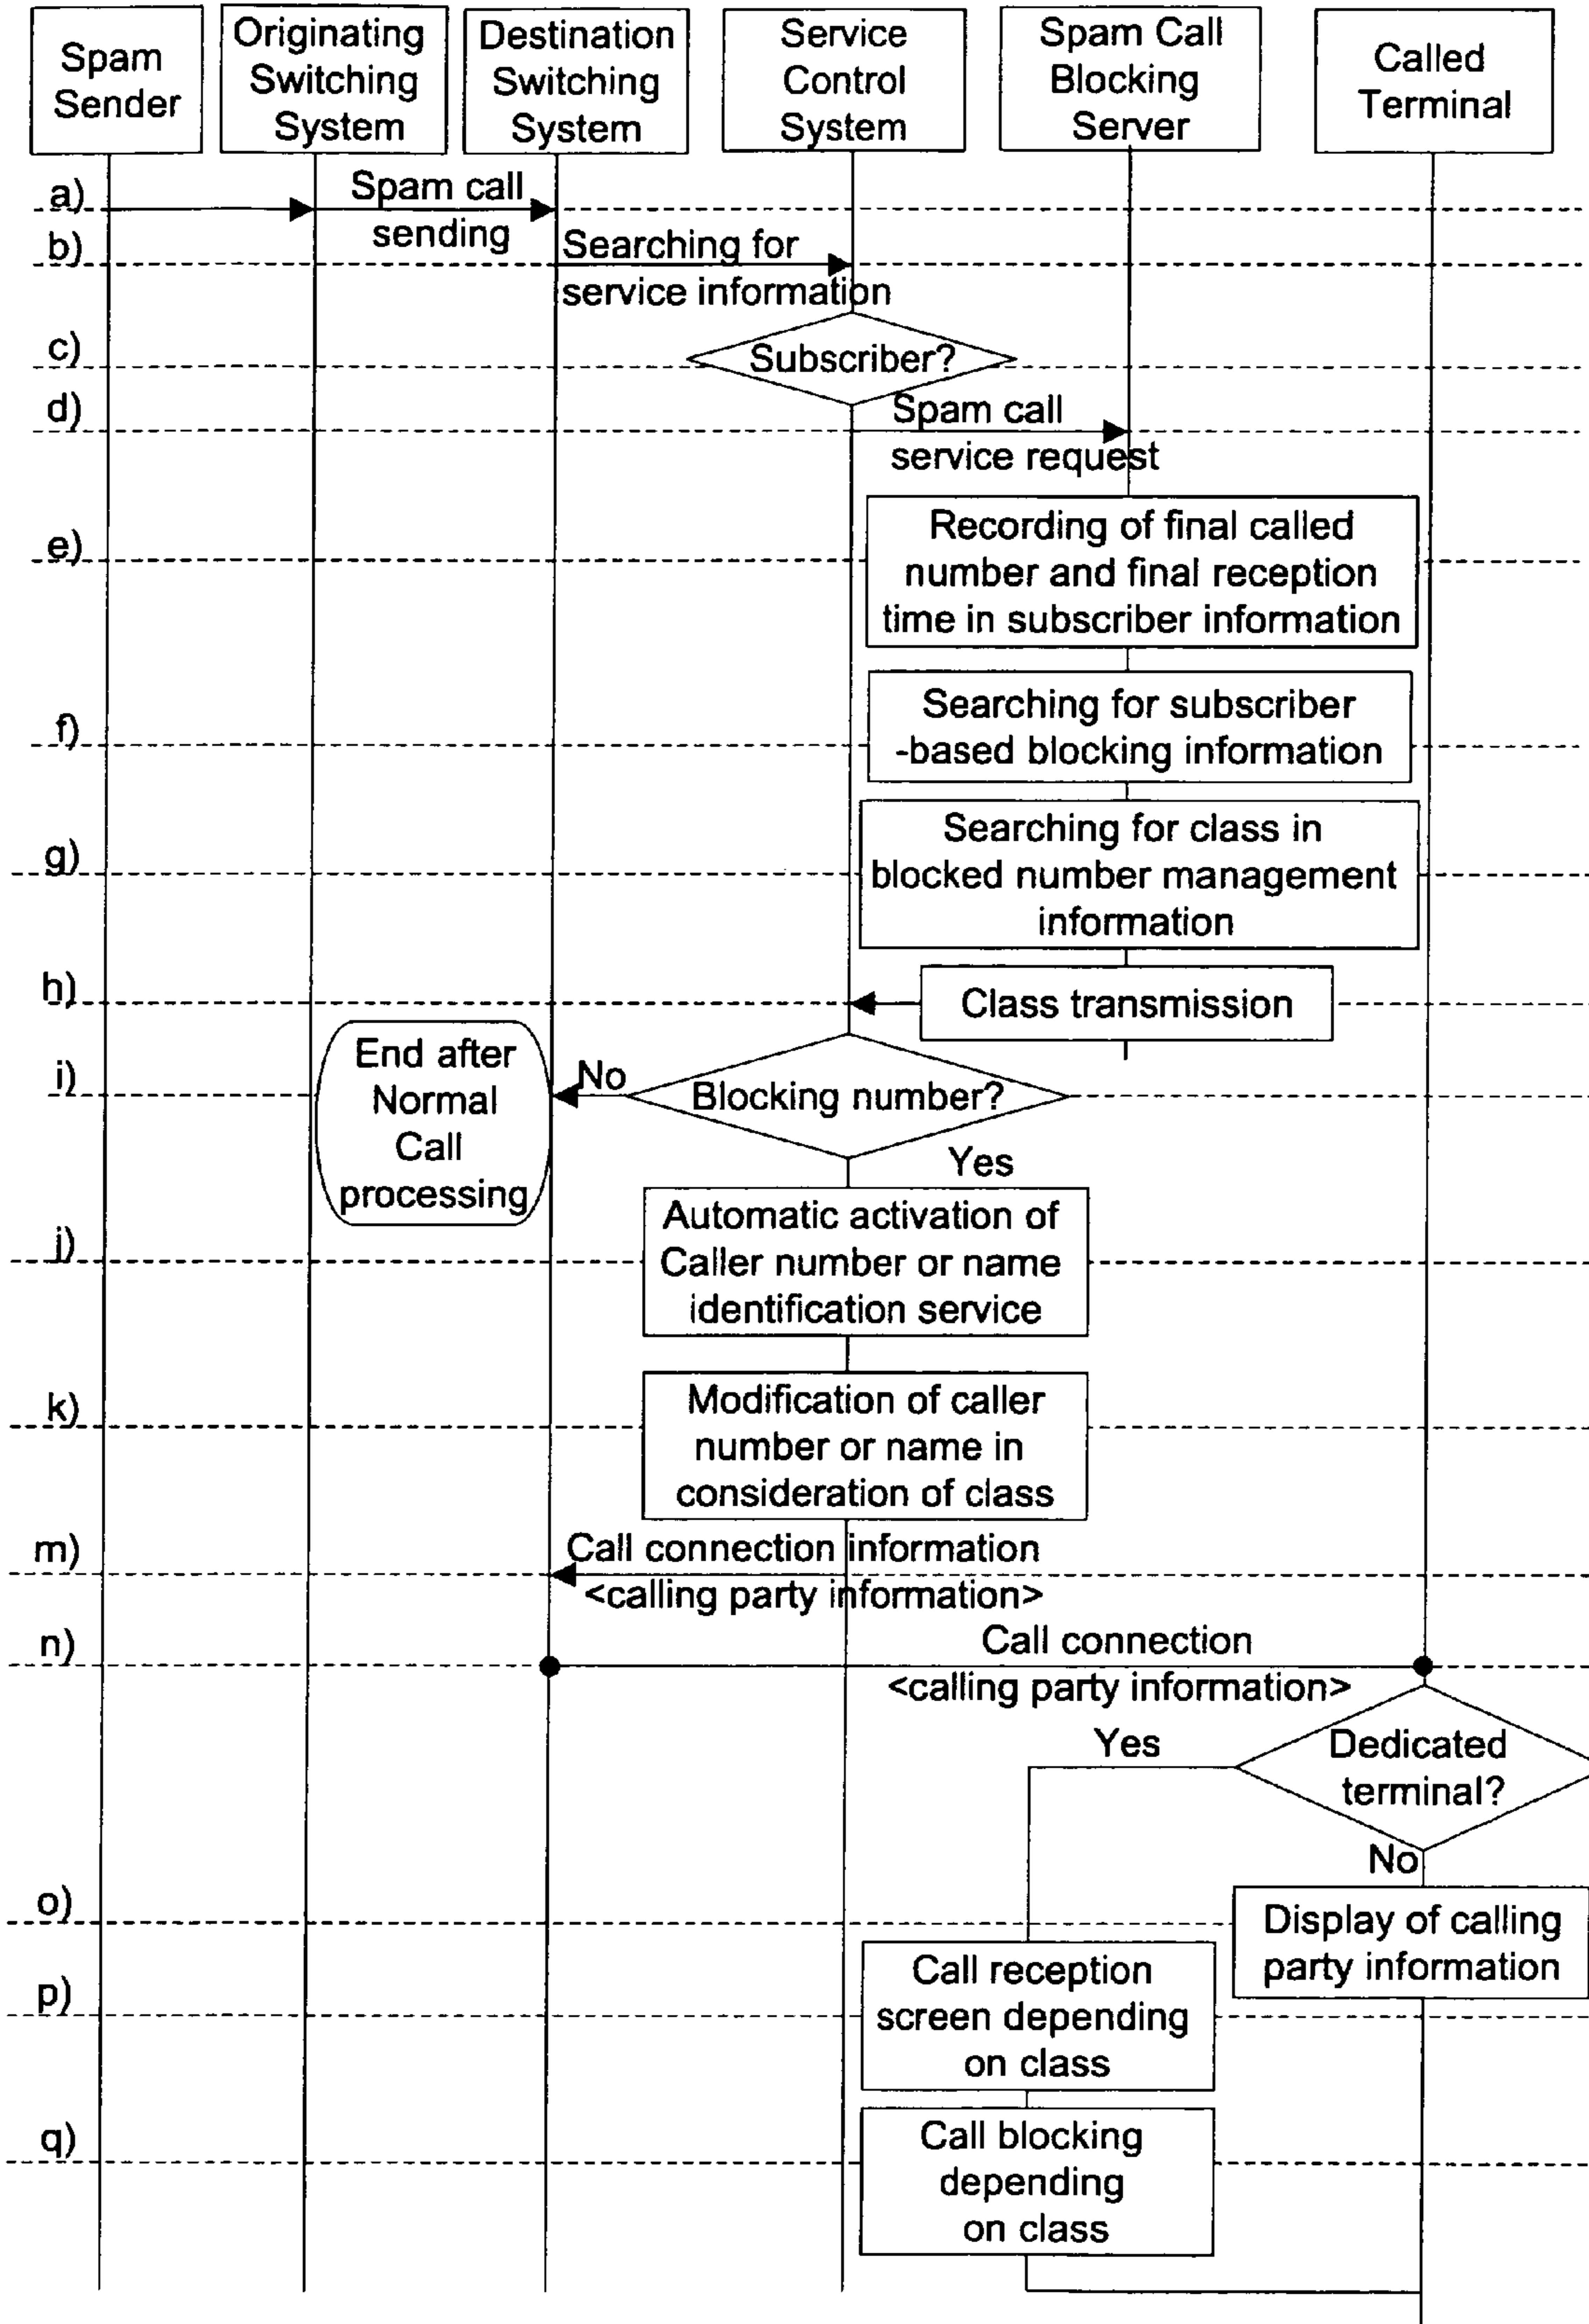 Spam
Sender
Originating
Switching
System
Destination
Switching
System
Service
Control
System
Spam Call
Blocking
Server
Called
Terminal
a)
Spam call
sending
b)
Searching for
service information
c)
Subscriber?
d)
Spam call
service request
e)
Recording of final called
number and final reception
time in subscriber information
f)
Searching for subscriber
-based blocking information
g)
Searching for class in
blocked number management
information
h)
Class transmission
i)
End after
Normal
Call
processing
No
Blocking number?
Yes
j)
Automatic activation of
Caller number or name
identification service
k)
Modification of caller
number or name in
consideration of class
m)
Call connection information
<calling party information>
n)
Call connection
<calling party information>
Yes
Dedicated
terminal?
No
o)
Display of calling
party information
p)
Call reception
screen depending
on class
q)
Call blocking
depending
on class